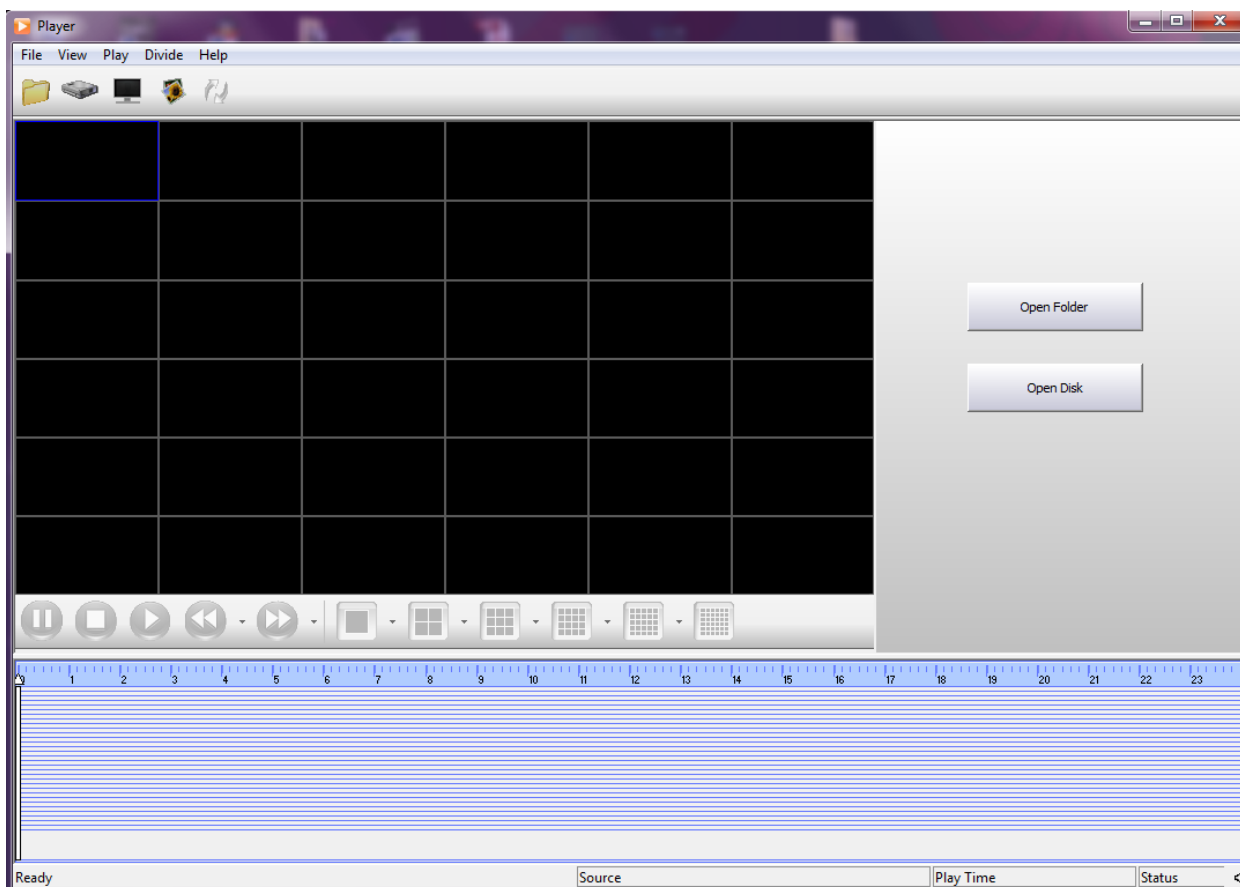 Player
File View Play Divide Help
Open Folder
Open Disk
0 1 2 3 4 5 6 7 8 9 10 11 12 13 14 15 16 17 18 19 20 21 22 23
Ready Source Play Time Status